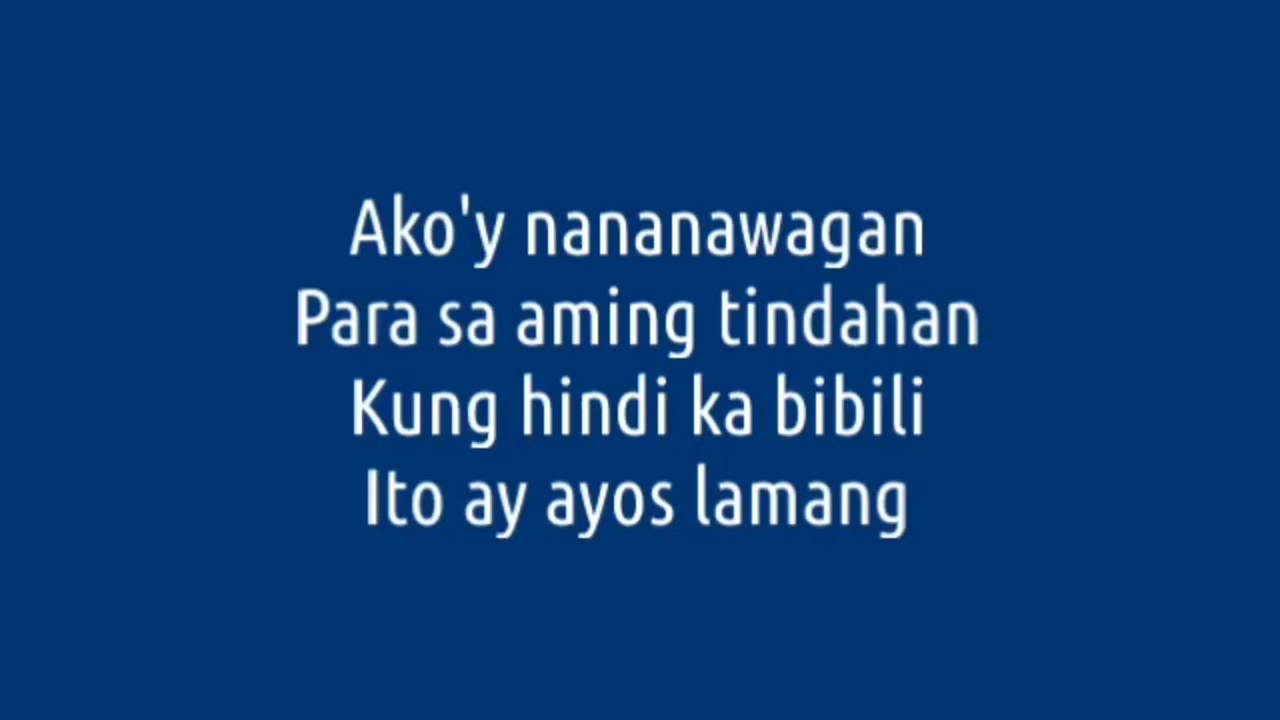 Ako'y nananawagan
Para sa aming tindahan
Kung hindi ka bibili
Ito ay ayos lamang